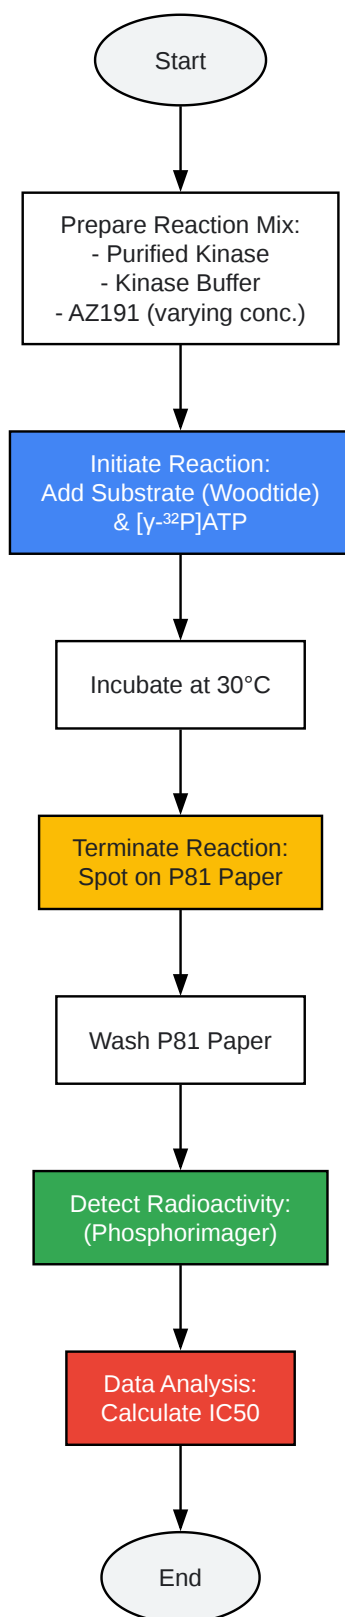 Start
Prepare Reaction Mix:
- Purified Kinase
- Kinase Buffer
- AZ191 (varying conc.)
Initiate Reaction:
Add Substrate (Woodtide)
& [γ-³²P]ATP
Incubate at 30°C
Terminate Reaction:
Spot on P81 Paper
Wash P81 Paper
Detect Radioactivity:
(Phosphorimager)
Data Analysis:
Calculate IC50
End